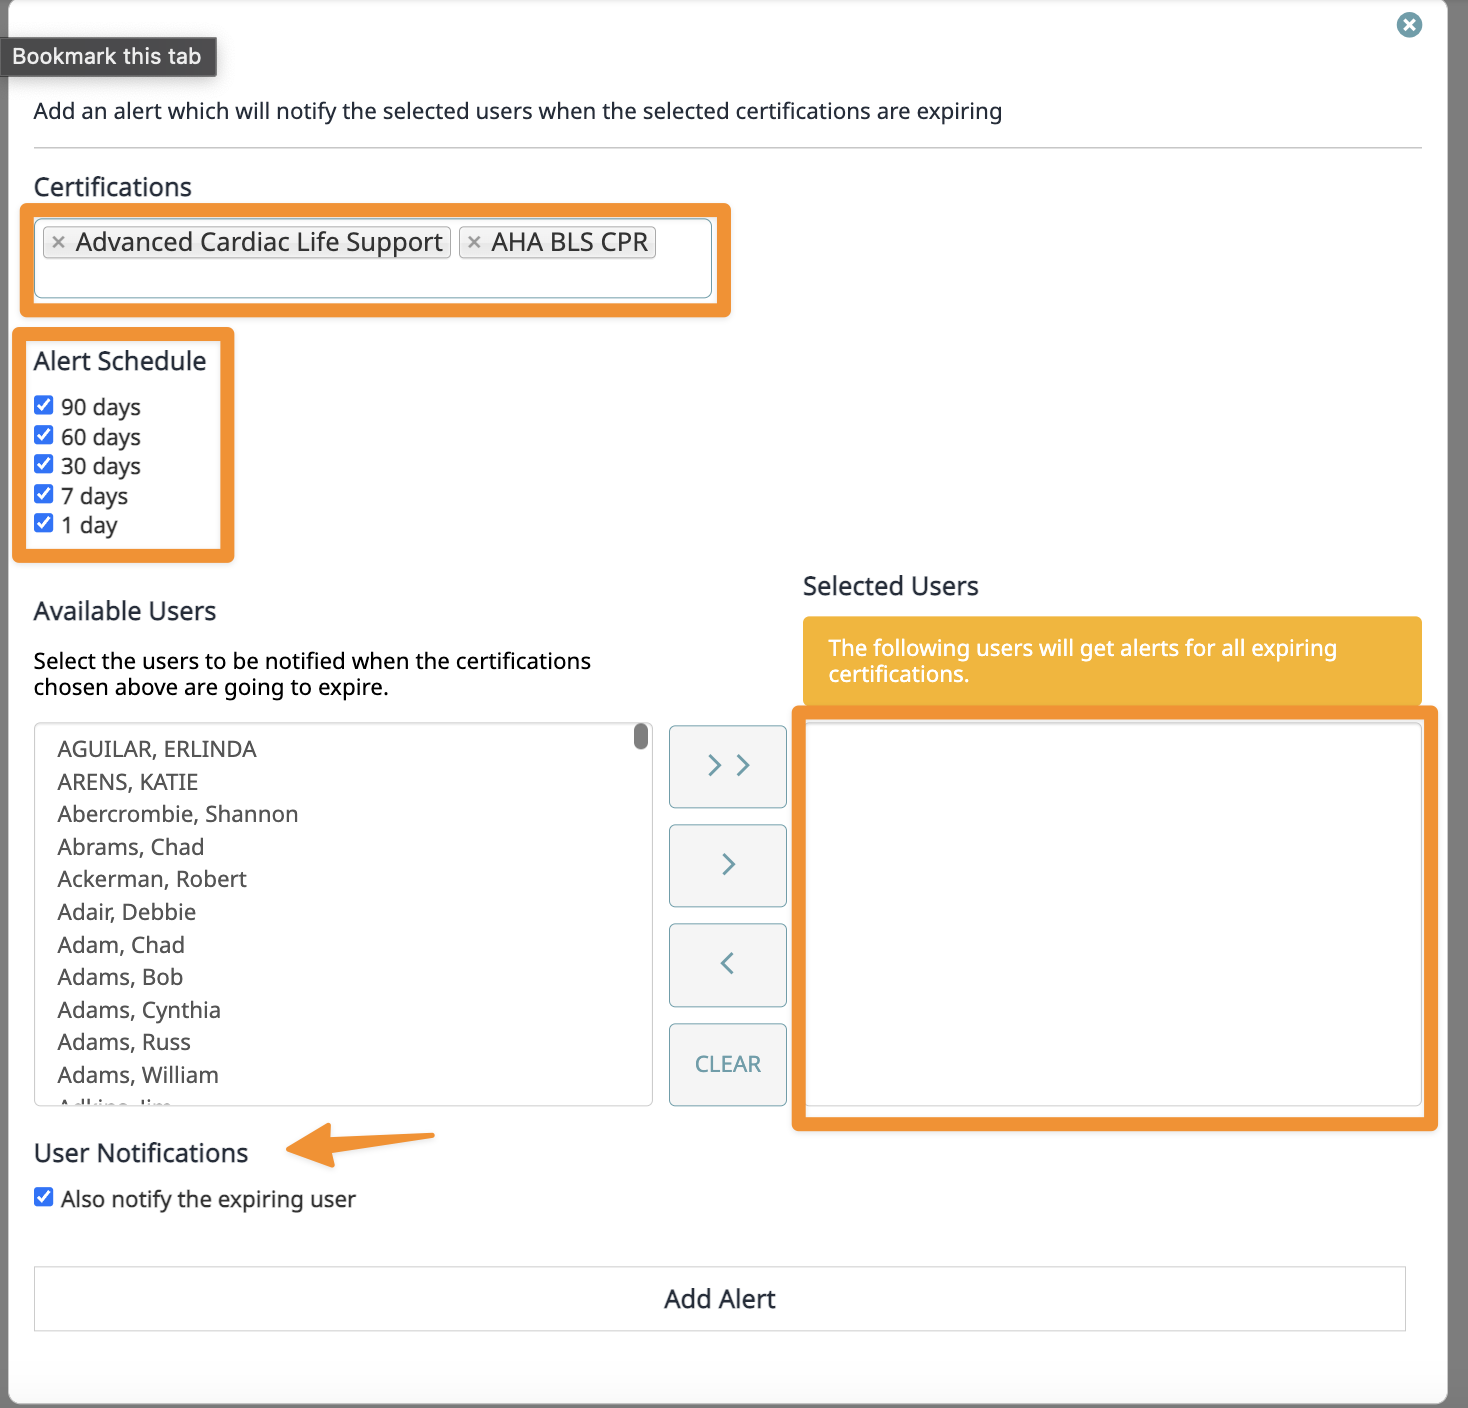 Bookmark this tab
Add an alert which will notify the selected users when the selected certifications are expiring
Certifications
× Advanced Cardiac Life Support × AHA BLS CPR
Alert Schedule
90 days
60 days
30 days
7 days
1 day
Available Users
Select the users to be notified when the certifications
chosen above are going to expire.
AGUILAR, ERLINDA
ARENS, KATIE
Abercrombie, Shannon
Abrams, Chad
Ackerman, Robert
Adair, Debbie
Adam, Chad
Adams, Bob
Adams, Cynthia
Adams, Russ
Adams, William
> >
>
<
CLEAR
Selected Users
The following users will get alerts for all expiring
certifications.
User Notifications
Also notify the expiring user
Add Alert